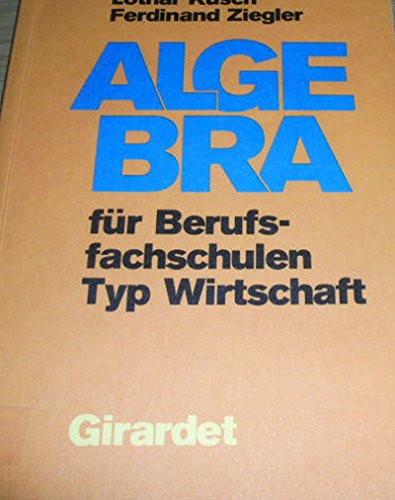 Lothar Kusch
Ferdinand Ziegler
ALGE
BRA
für Berufs-
fachschulen
Typ Wirtschaft
Girardet